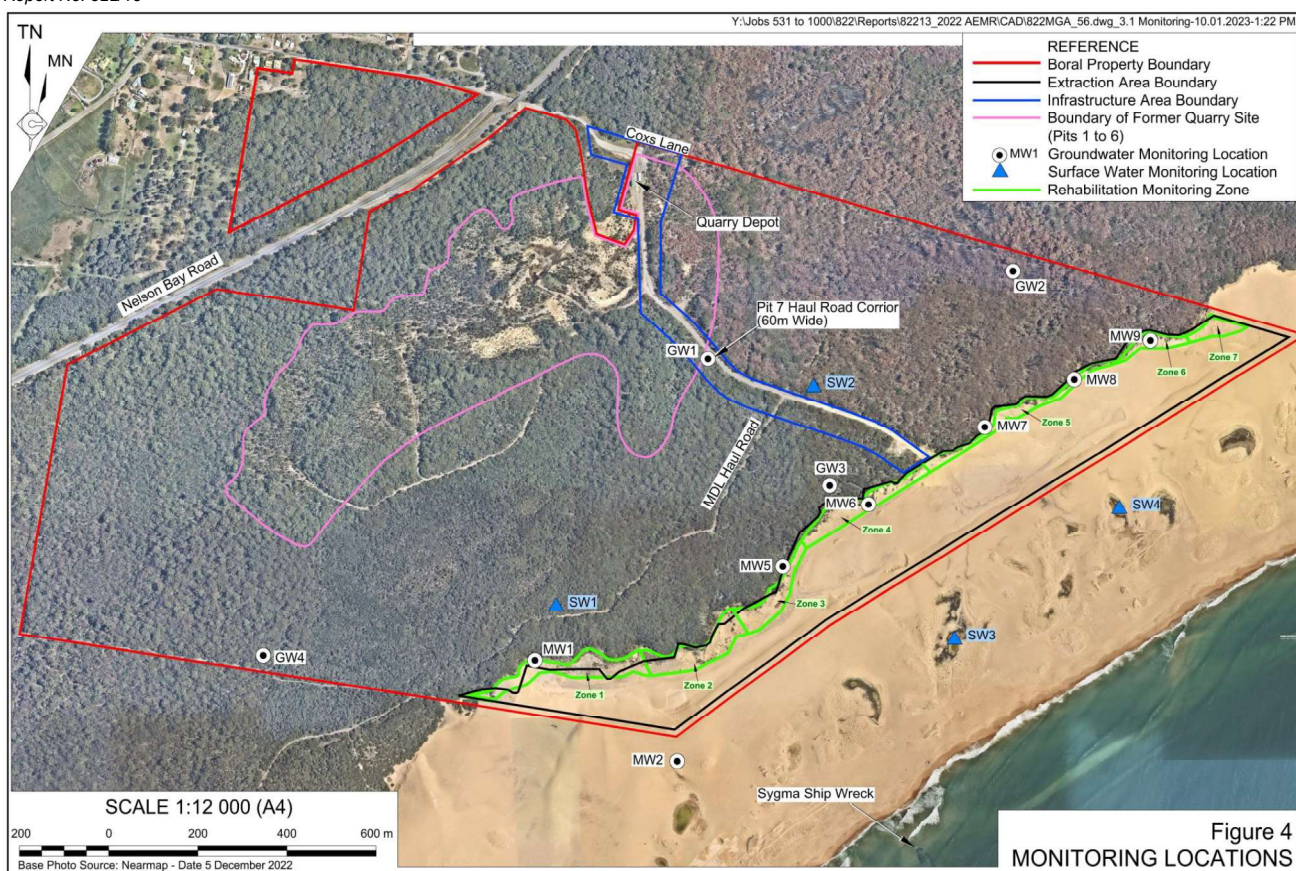 Y:\Jobs 531 to 1000\822\Reports\82213_2022 AEMR\CAD\822MGA_56.dwg_3.1 Monitoring-10.01.2023-1:22 PM
TN
MN
REFERENCE
Boral Property Boundary
Extraction Area Boundary
Infrastructure Area Boundary
Boundary of Former Quarry Site
(Pits 1 to 6)
MW1 Groundwater Monitoring Location
Surface Water Monitoring Location
Rehabilitation Monitoring Zone
Coxs Lane
Quarry Depot
Nelson Bay Road
GW2
Pit 7 Haul Road Corrior
(60m Wide)
GW1
MW9
Zone 7
Zone 6
SW2
MW8
Zone 5
MW7
MDL Haul Road
GW3
MW6
SW4
Zone 4
MW5
SW1
Zone 3
SW3
GW4
MW1
Zone 2
Zone 1
MW2
Sygma Ship Wreck
SCALE 1:12 000 (A4)
200 0 200 400 600 m
Base Photo Source: Nearmap - Date 5 December 2022
Figure 4
MONITORING LOCATIONS